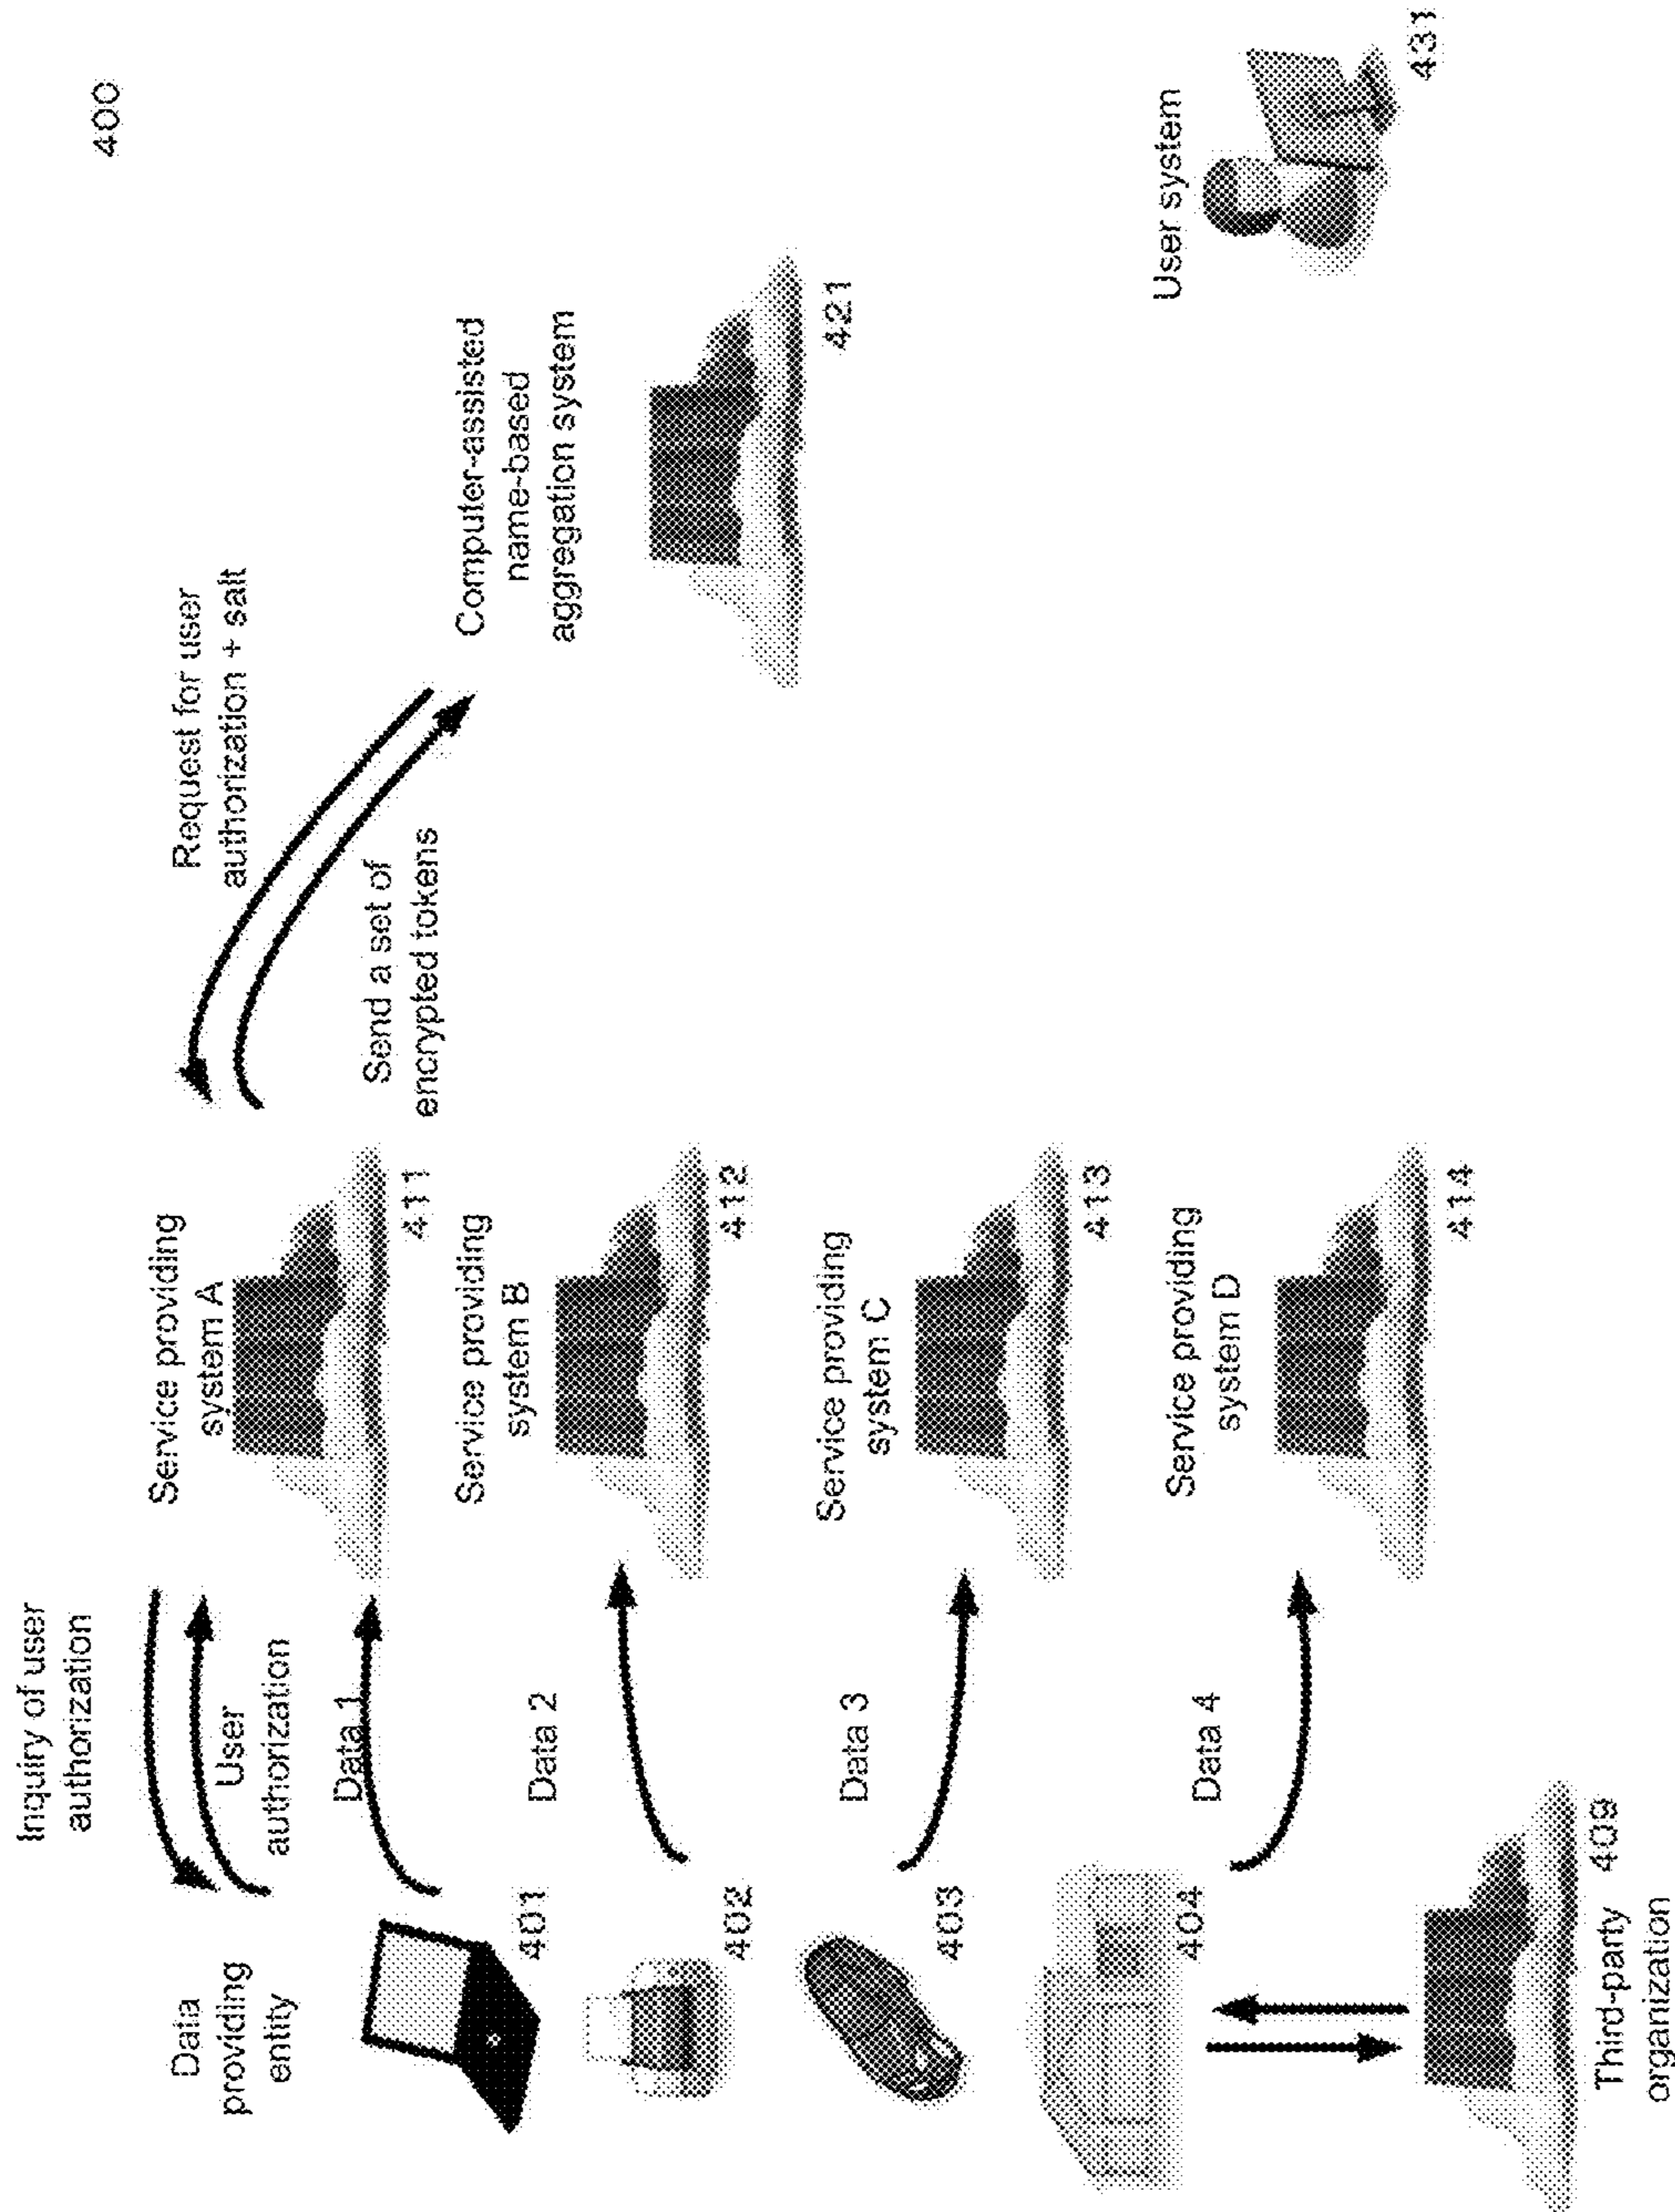 400
Inquiry of user
authorization
User
authorization
Data
providing
entity
401
Data 1
Service providing
system A
411
Request for user
authorization + salt
Send a set of
encrypted tokens
Computer-assisted
name-based
aggregation system
421
402
Data 2
Service providing
system B
412
403
Data 3
Service providing
system C
413
404
Data 4
Service providing
system D
414
409
Third-party
organization
User system
431